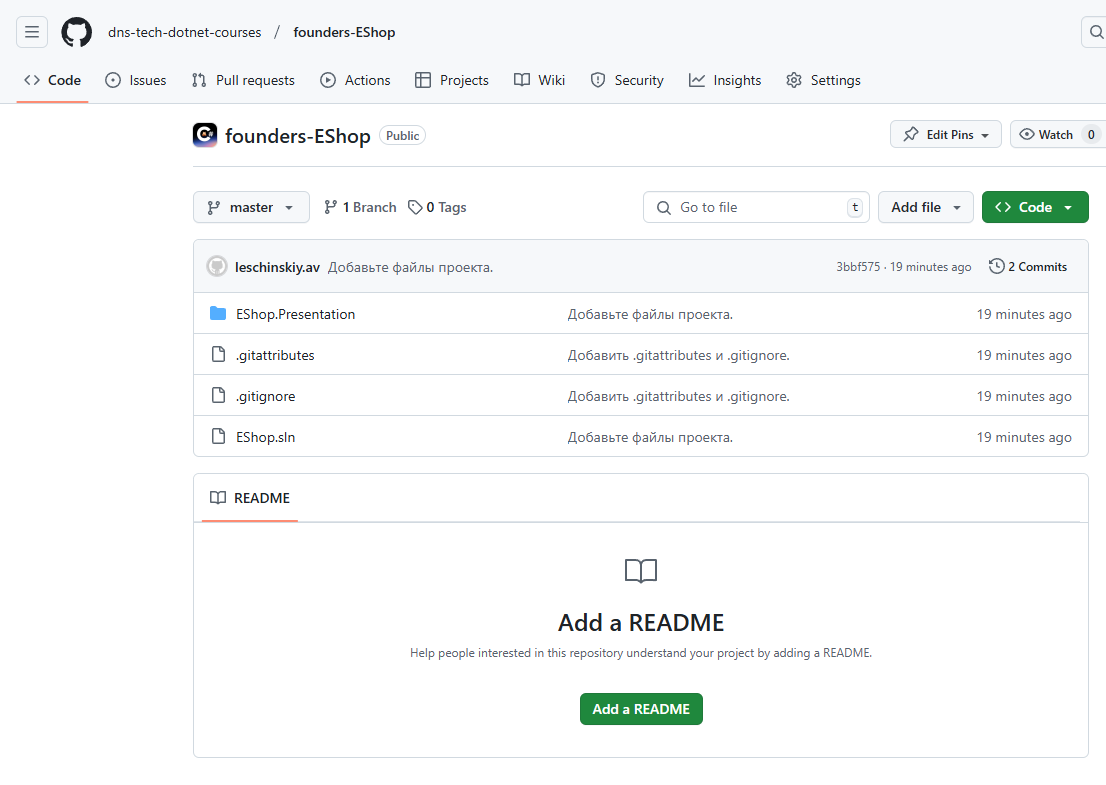 dns-tech-dotnet-courses / founders-EShop
Code Issues Pull requests Actions Projects Wiki Security Insights Settings
founders-EShop Public Edit Pins Watch 0
master 1 Branch 0 Tags Go to file t Add file Code
leschinskiy.av Добавьте файлы проекта. 3bbf575 · 19 minutes ago 2 Commits
EShop.Presentation Добавьте файлы проекта. 19 minutes ago
.gitattributes Добавить .gitattributes и .gitignore. 19 minutes ago
.gitignore Добавить .gitattributes и .gitignore. 19 minutes ago
EShop.sln Добавьте файлы проекта. 19 minutes ago
README
Add a README
Help people interested in this repository understand your project by adding a README.
Add a README